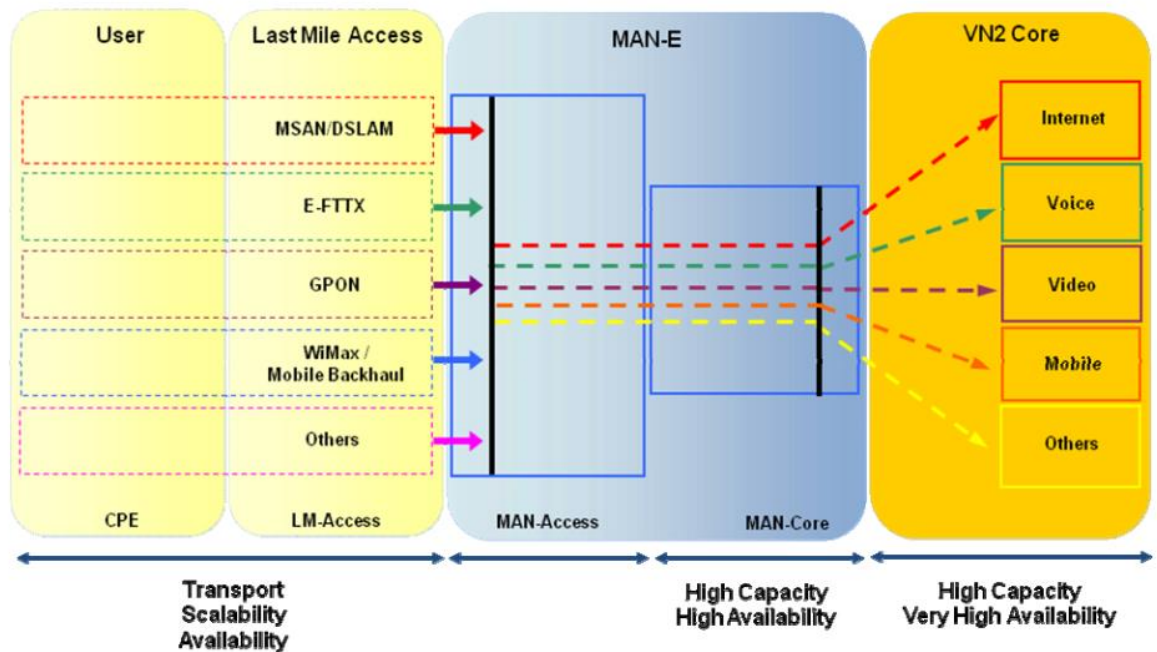 User
Last Mile Access
MAN-E
VN2 Core
MSAN/DSLAM
E-FTTX
GPON
WiMax /
Mobile Backhaul
Others
Internet
Voice
Video
Mobile
Others
CPE
LM-Access
MAN-Access
MAN-Core
Transport
Scalability
Availability
High Capacity
High Availability
High Capacity
Very High Availability